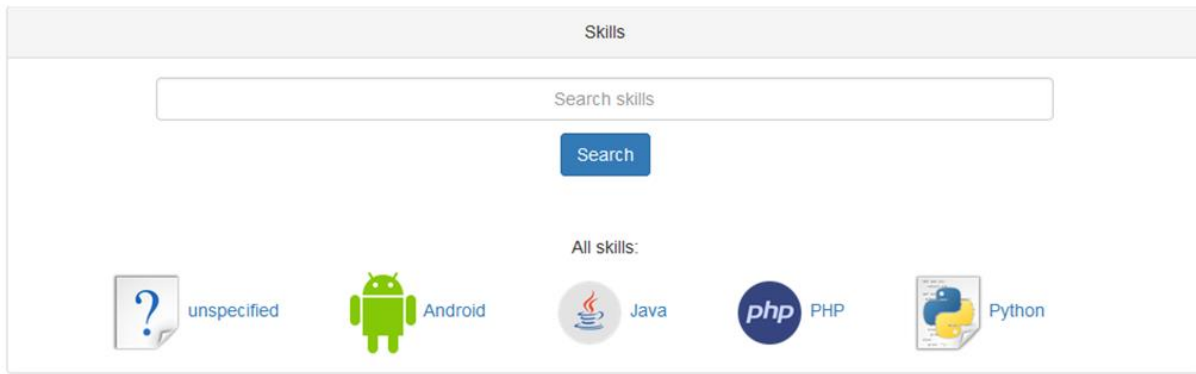 Skills
Search skills
Search
All skills:
? unspecified Android Java php PHP Python